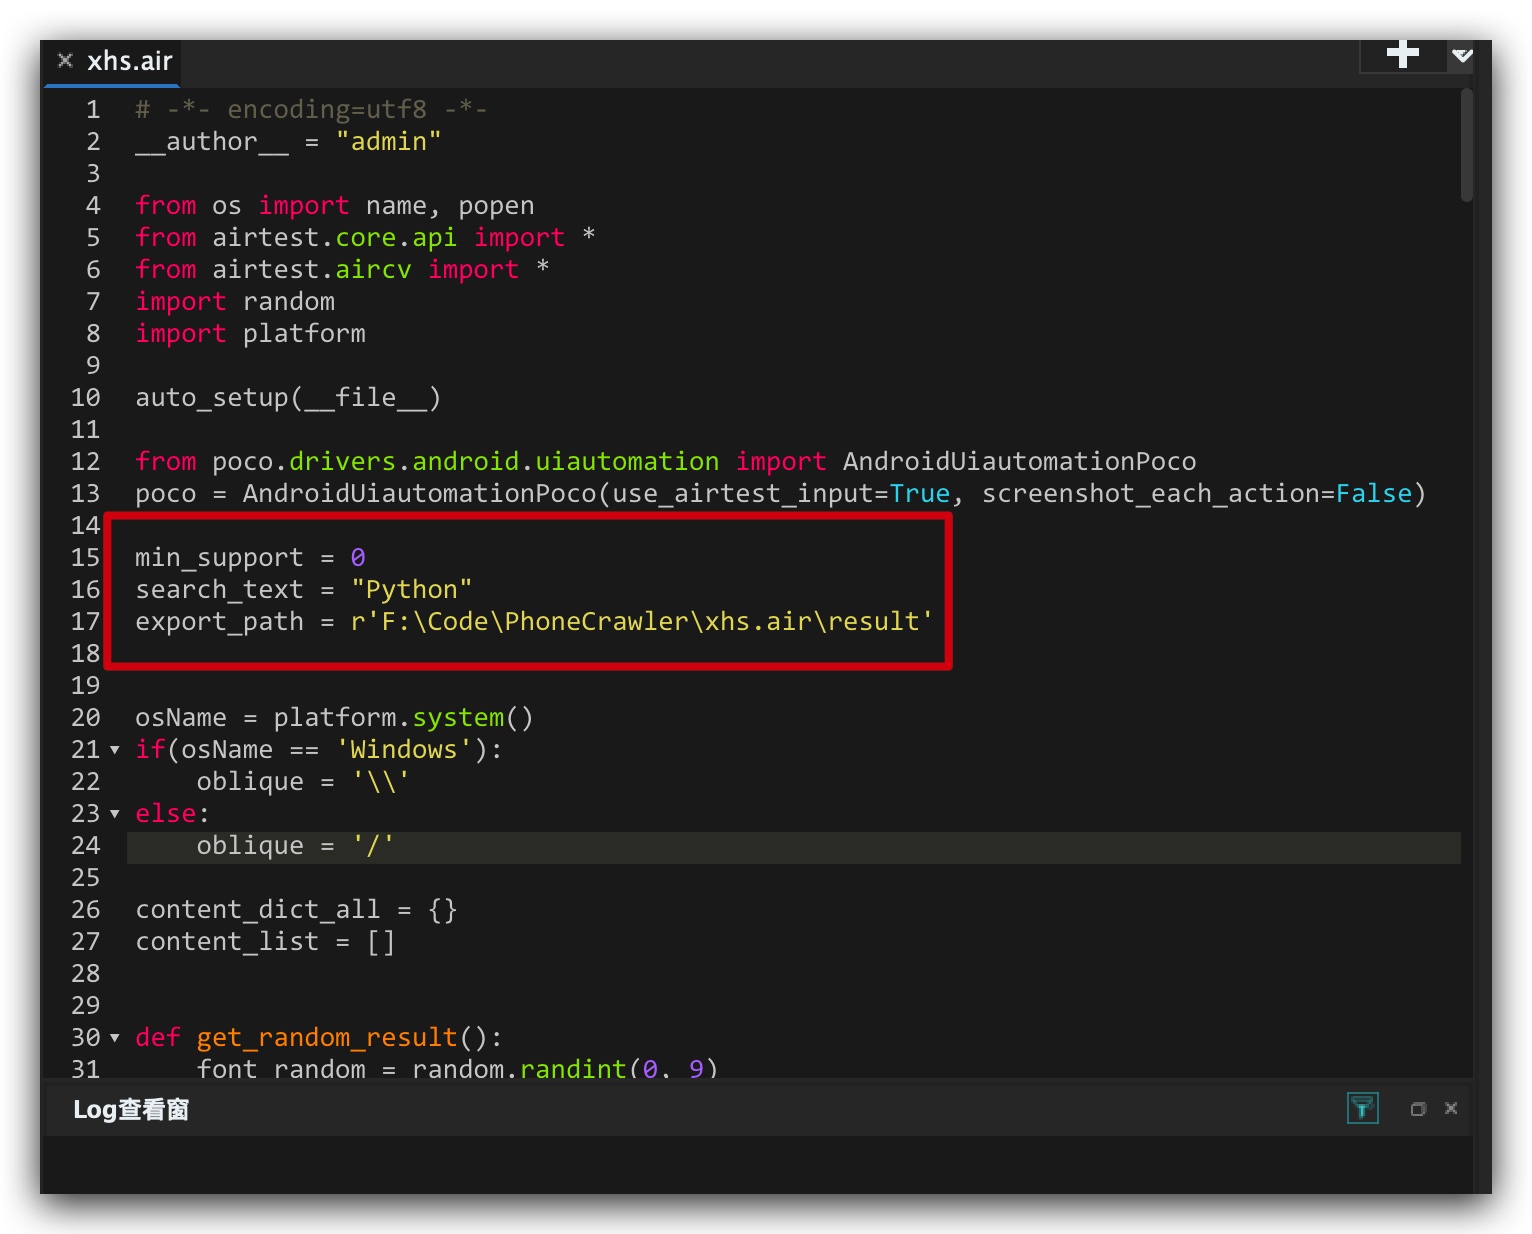 xhs.air
1 # -*- encoding=utf8 -*-
2 __author__ = "admin"
3
4 from os import name, popen
5 from airtest.core.api import *
6 from airtest.aircv import *
7 import random
8 import platform
9
10 auto_setup(__file__)
11
12 from poco.drivers.android.uiautomation import AndroidUiautomationPoco
13 poco = AndroidUiautomationPoco(use_airtest_input=True, screenshot_each_action=False)
14
15 min_support = 0
16 search_text = "Python"
17 export_path = r'F:\Code\PhoneCrawler\xhs.air\result'
18
19
20 osName = platform.system()
21 if(osName == 'Windows'):
22     oblique = '\\'
23 else:
24     oblique = '/'
25
26 content_dict_all = {}
27 content_list = []
28
29
30 def get_random_result():
31     font_random = random.randint(0, 9)
Log查看窗